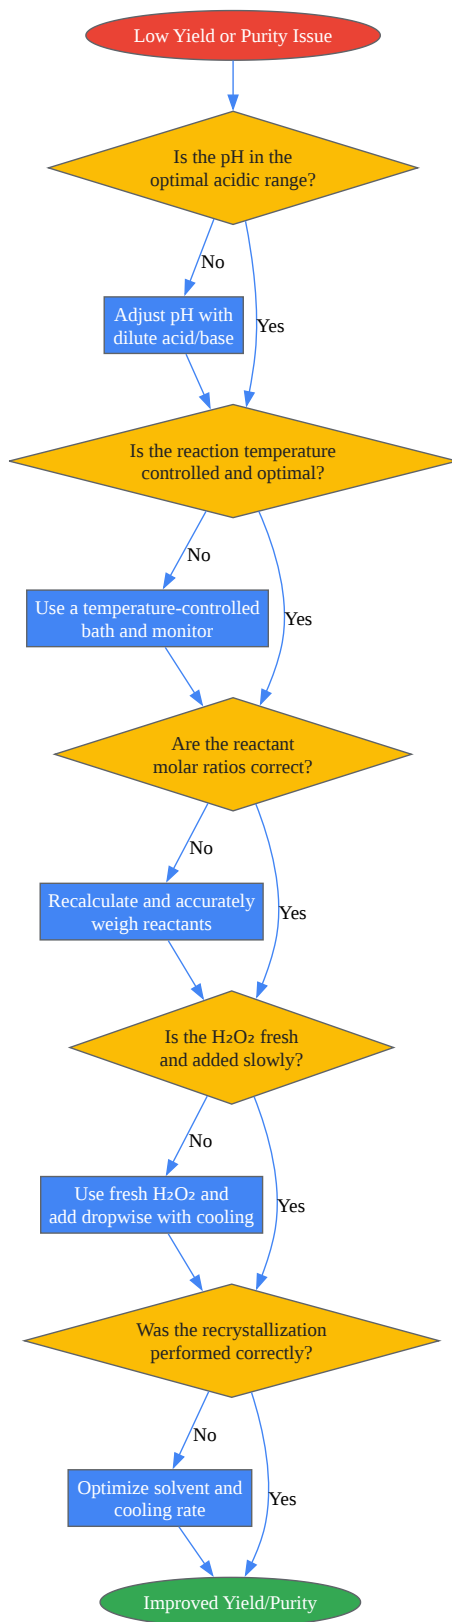 Low Yield or Purity Issue
Is the pH in the
optimal acidic range?
No
Adjust pH with
dilute acid/base
Yes
Is the reaction temperature
controlled and optimal?
No
Use a temperature-controlled
bath and monitor
Yes
Are the reactant
molar ratios correct?
No
Recalculate and accurately
weigh reactants
Yes
Is the H₂O₂ fresh
and added slowly?
No
Use fresh H₂O₂ and
add dropwise with cooling
Yes
Was the recrystallization
performed correctly?
No
Optimize solvent and
cooling rate
Yes
Improved Yield/Purity